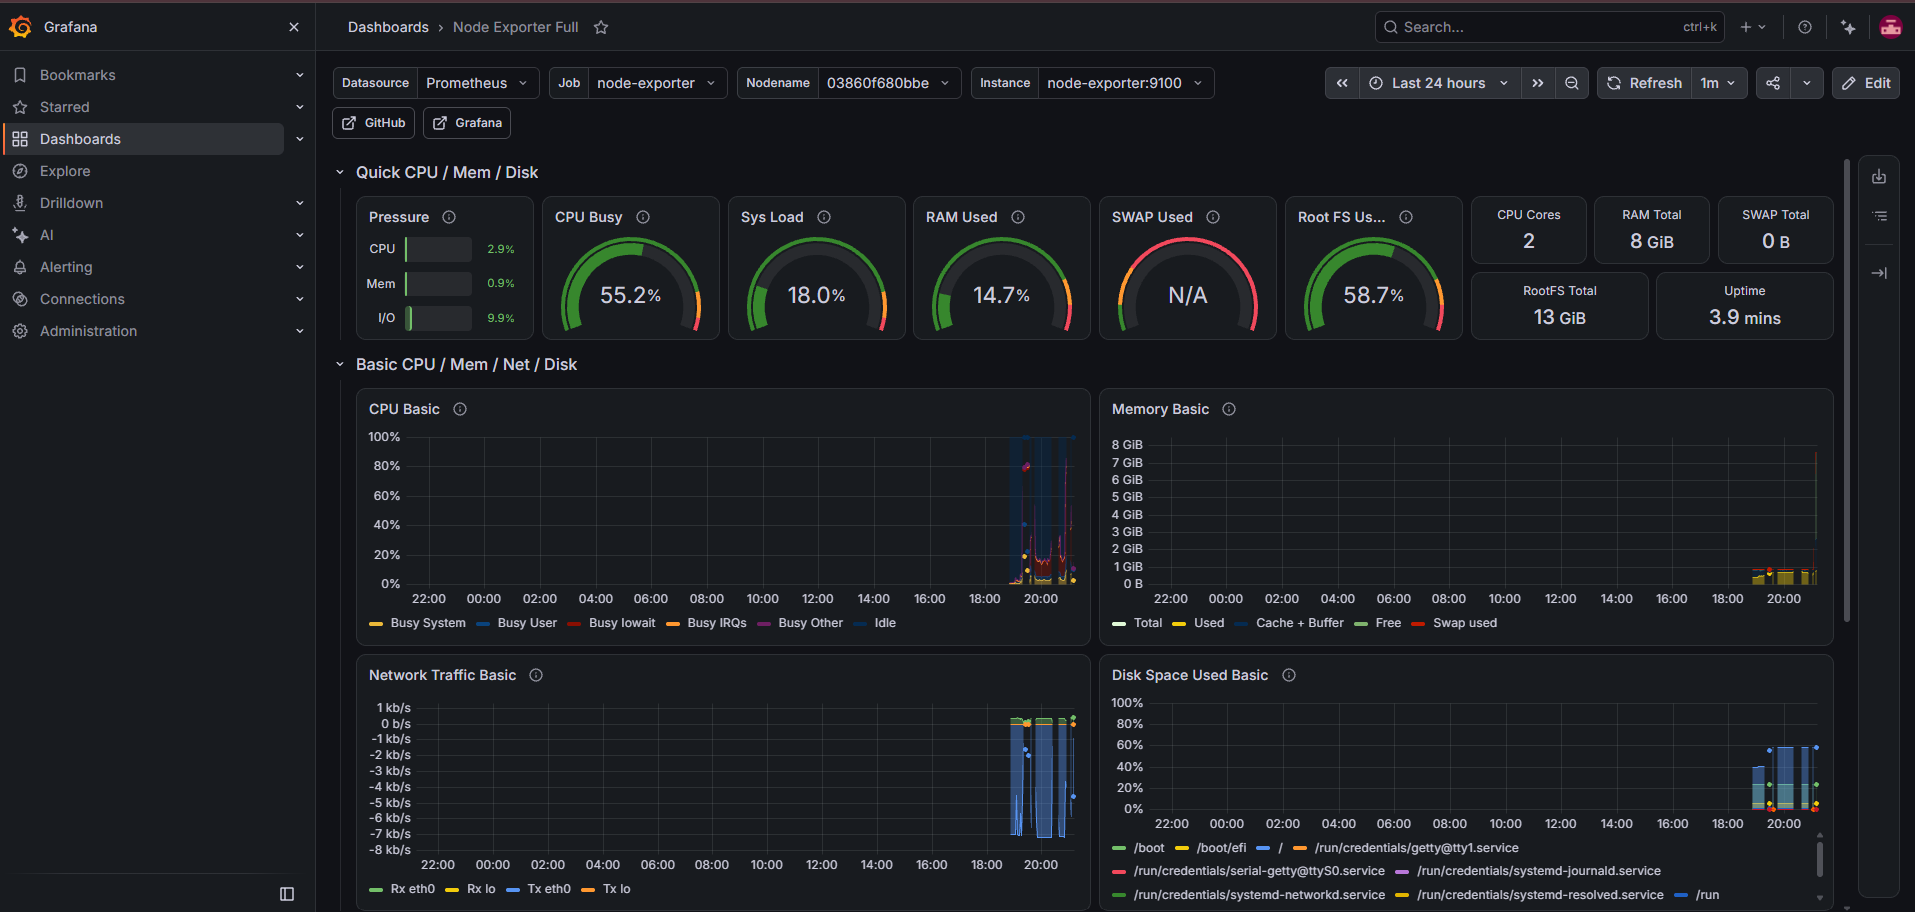 Grafana
Dashboards › Node Exporter Full
Search... ctrl+k
Bookmarks
Starred
Dashboards
Explore
Drilldown
AI
Alerting
Connections
Administration
Datasource Prometheus Job node-exporter Nodename 03860f680bbe Instance node-exporter:9100 Last 24 hours Refresh 1m Edit
GitHub Grafana
Quick CPU / Mem / Disk
Pressure
CPU 2.9%
Mem 0.9%
I/O 9.9%
CPU Busy
55.2%
Sys Load
18.0%
RAM Used
14.7%
SWAP Used
N/A
Root FS Us...
58.7%
CPU Cores
2
RAM Total
8 GiB
SWAP Total
0 B
RootFS Total
13 GiB
Uptime
3.9 mins
Basic CPU / Mem / Net / Disk
CPU Basic
100%
80%
60%
40%
20%
0%
22:00 00:00 02:00 04:00 06:00 08:00 10:00 12:00 14:00 16:00 18:00 20:00
Busy System Busy User Busy Iowait Busy IRQs Busy Other Idle
Memory Basic
8 GiB
7 GiB
6 GiB
5 GiB
4 GiB
3 GiB
2 GiB
1 GiB
0 B
22:00 00:00 02:00 04:00 06:00 08:00 10:00 12:00 14:00 16:00 18:00 20:00
Total Used Cache + Buffer Free Swap used
Network Traffic Basic
1 kb/s
0 b/s
-1 kb/s
-2 kb/s
-3 kb/s
-4 kb/s
-5 kb/s
-6 kb/s
-7 kb/s
-8 kb/s
22:00 00:00 02:00 04:00 06:00 08:00 10:00 12:00 14:00 16:00 18:00 20:00
Rx eth0 Rx lo Tx eth0 Tx lo
Disk Space Used Basic
100%
80%
60%
40%
20%
0%
22:00 00:00 02:00 04:00 06:00 08:00 10:00 12:00 14:00 16:00 18:00 20:00
/boot /boot/efi / /run/credentials/getty@tty1.service
/run/credentials/serial-getty@ttyS0.service /run/credentials/systemd-journald.service
/run/credentials/systemd-networkd.service /run/credentials/systemd-resolved.service /run